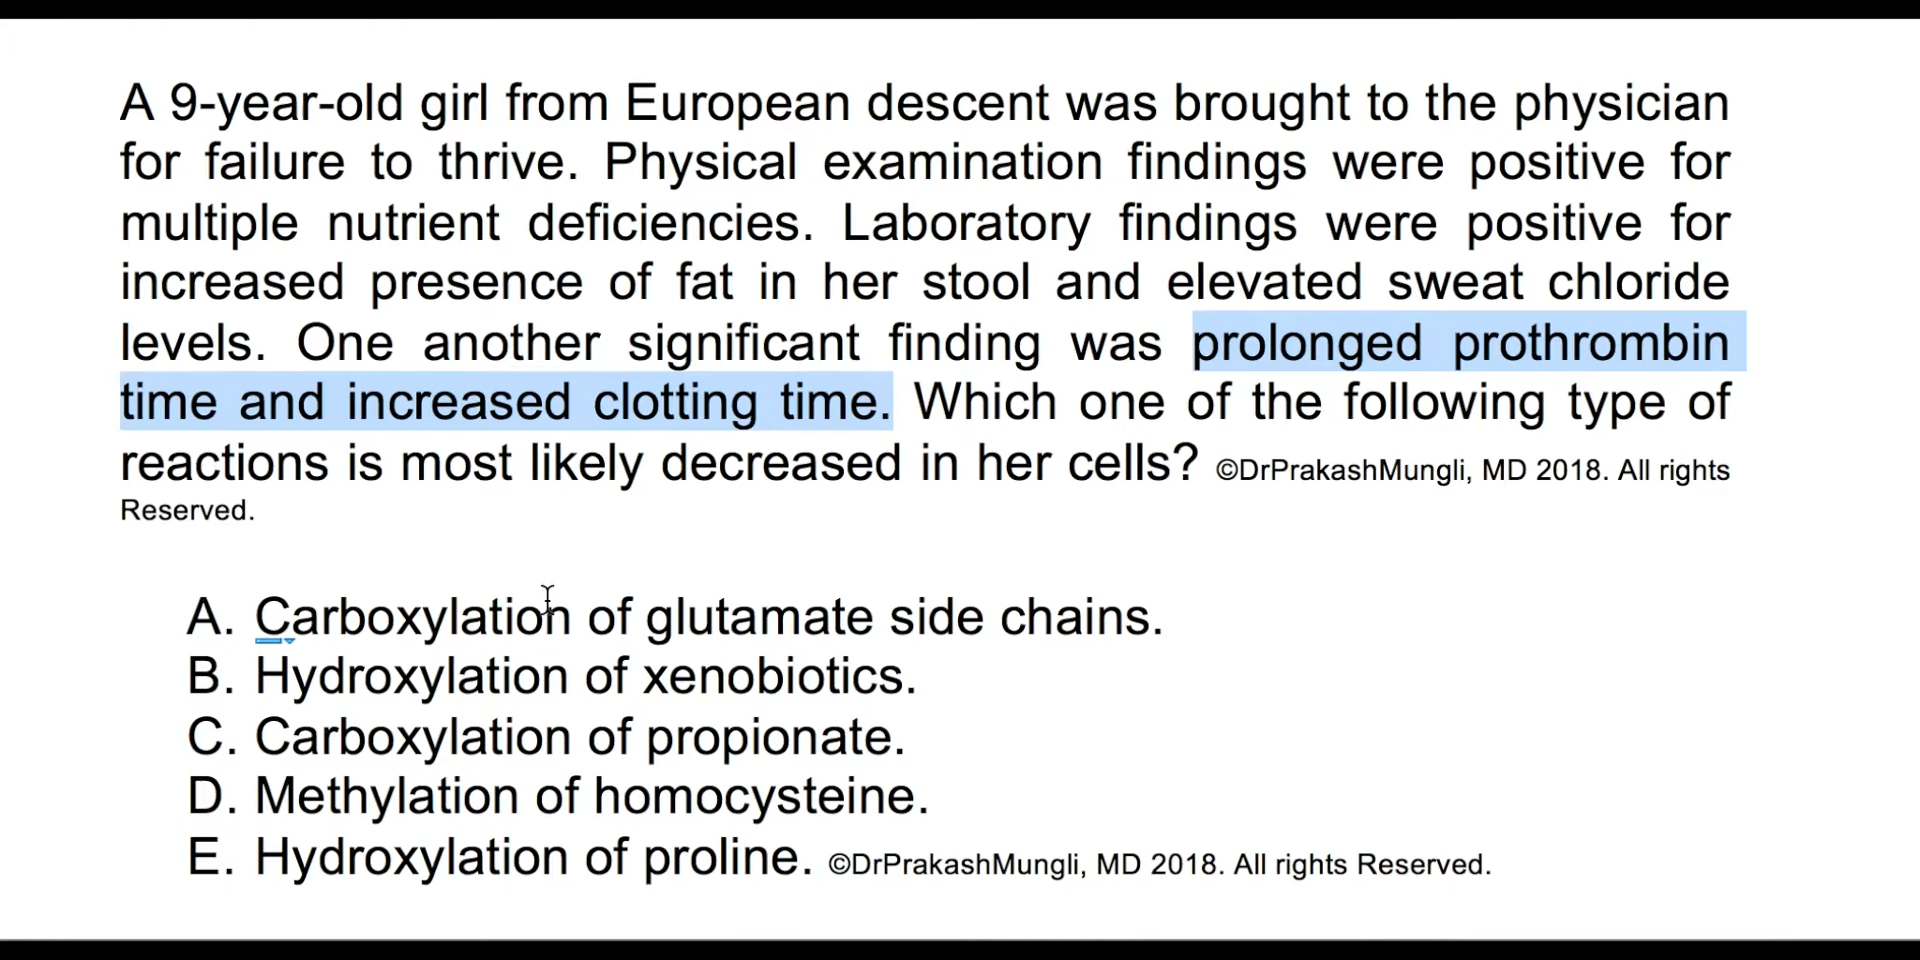 A 9-year-old girl from European descent was brought to the physician
for failure to thrive. Physical examination findings were positive for
multiple nutrient deficiencies. Laboratory findings were positive for
increased presence of fat in her stool and elevated sweat chloride
levels. One another significant finding was prolonged prothrombin
time and increased clotting time. Which one of the following type of
reactions is most likely decreased in her cells? ©DrPrakashMungli, MD 2018. All rights
Reserved.
A. Carboxylation of glutamate side chains.
B. Hydroxylation of xenobiotics.
C. Carboxylation of propionate.
D. Methylation of homocysteine.
E. Hydroxylation of proline. ©DrPrakashMungli, MD 2018. All rights Reserved.